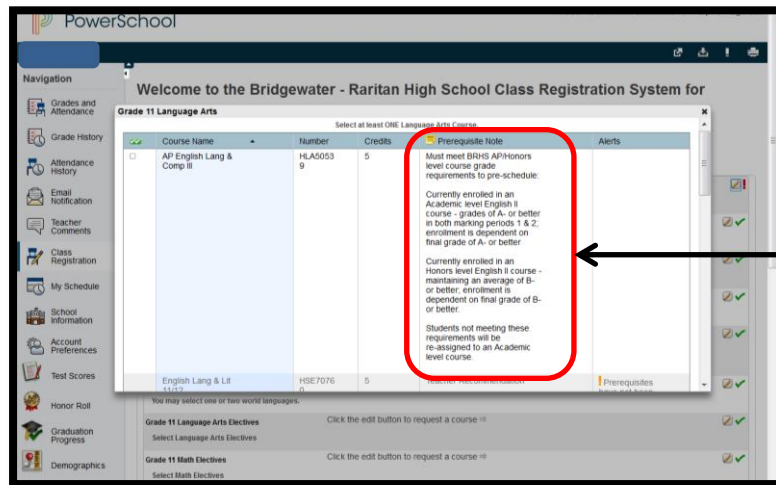 PowerSchool
Navigation
Grades and
Attendance
Grade History
Attendance
History
Email
Notification
Teacher
Comments
Class
Registration
My Schedule
School
Information
Account
Preferences
Test Scores
Honor Roll
Graduation
Progress
Demographics
Welcome to the Bridgewater - Raritan High School Class Registration System for
Grade 11 Language Arts
Select at least ONE Language Arts Course.
Course Name Number Credits Prerequisite Note Alerts
AP English Lang &
Comp III
HLA5053
9
5
Must meet BRHS AP/Honors
level course grade
requirements to pre-schedule:
Currently enrolled in an
Academic level English II
course - grades of A- or better
in both marking periods 1 & 2;
enrollment is dependent on
final grade of A- or better
Currently enrolled in an
Honors level English II course -
maintaining an average of B-
or better; enrollment is
dependent on final grade of B-
or better.
Students not meeting these
requirements will be
re-assigned to an Academic
level course.
English Lang & Lit
11/12
HSE7076
0
5
Teacher Recommendation
Prerequisites
have not been
You may select one or two world languages.
Grade 11 Language Arts Electives
Click the edit button to request a course
Select Language Arts Electives
Grade 11 Math Electives
Click the edit button to request a course
Select Math Electives